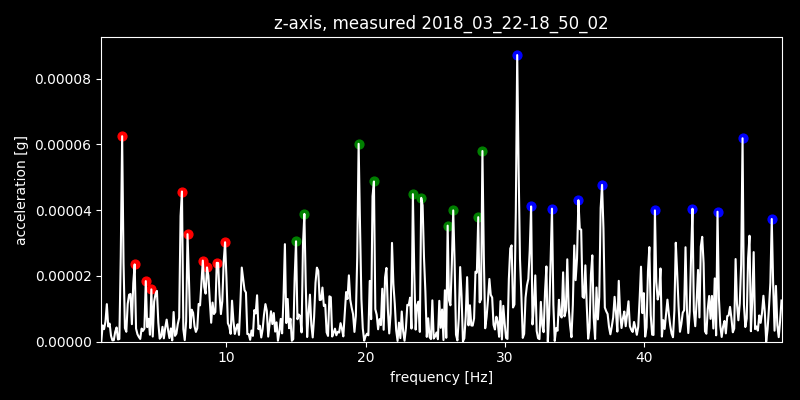 z-axis, measured 2018_03_22-18_50_02
0.00008
0.00006
0.00004
0.00002
0.00000
acceleration [g]
10 20 30 40
frequency [Hz]